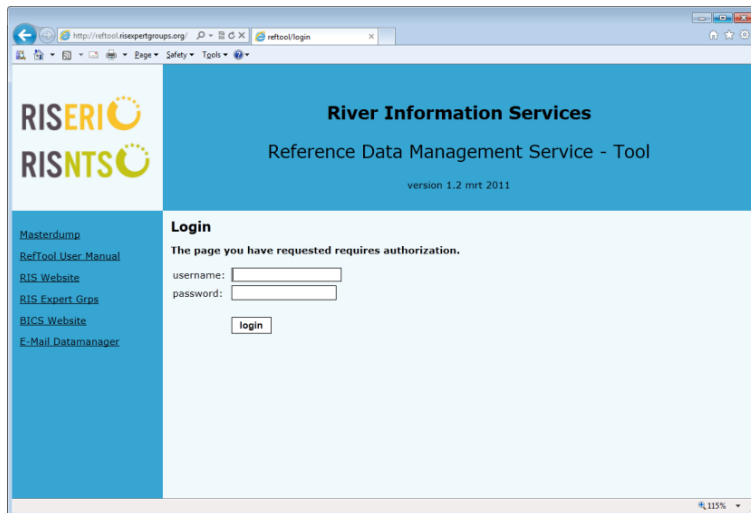 http://reftool.risexpertgroups.org/
reftool/login
Page
Safety
Tools
RISERI
RISNTS
River Information Services
Reference Data Management Service - Tool
version 1.2 mrt 2011
Masterdump
RefTool User Manual
RIS Website
RIS Expert Grps
BICS Website
E-Mail Datamanager
Login
The page you have requested requires authorization.
username:
password:
login
115%